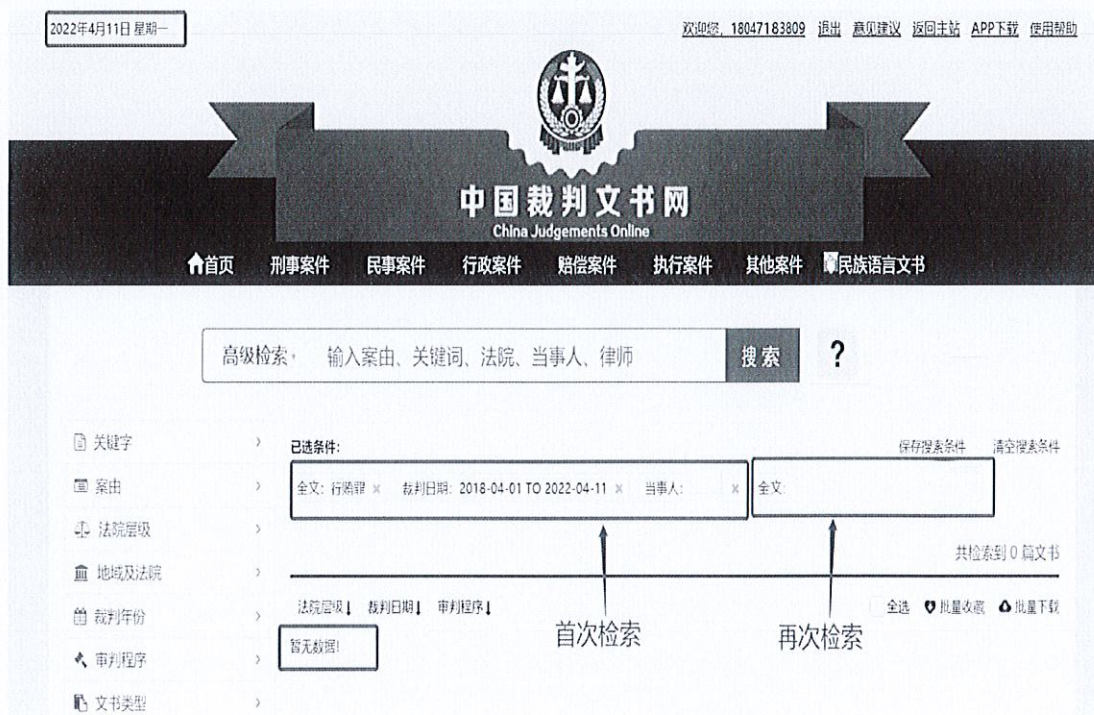 2022年4月11日 星期一
欢迎您，18047183809 退出 意见建议 返回主站 APP下载 使用帮助
中国裁判文书网
China Judgements Online
首页 刑事案件 民事案件 行政案件 赔偿案件 执行案件 其他案件 民族语言文书
高级检索 输入案由、关键词、法院、当事人、律师 搜索 ?
关键字
已选条件: 保存搜索条件 清空搜索条件
案由
全文: 行贿罪 × 裁判日期: 2018-04-01 TO 2022-04-11 × 当事人: × 全文:
法院层级
共检索到 0 篇文书
地域及法院
法院层级 裁判日期 审判程序 全选 批量收藏 批量下载
裁判年份
首次检索 再次检索
暂无数据!
审判程序
文书类型